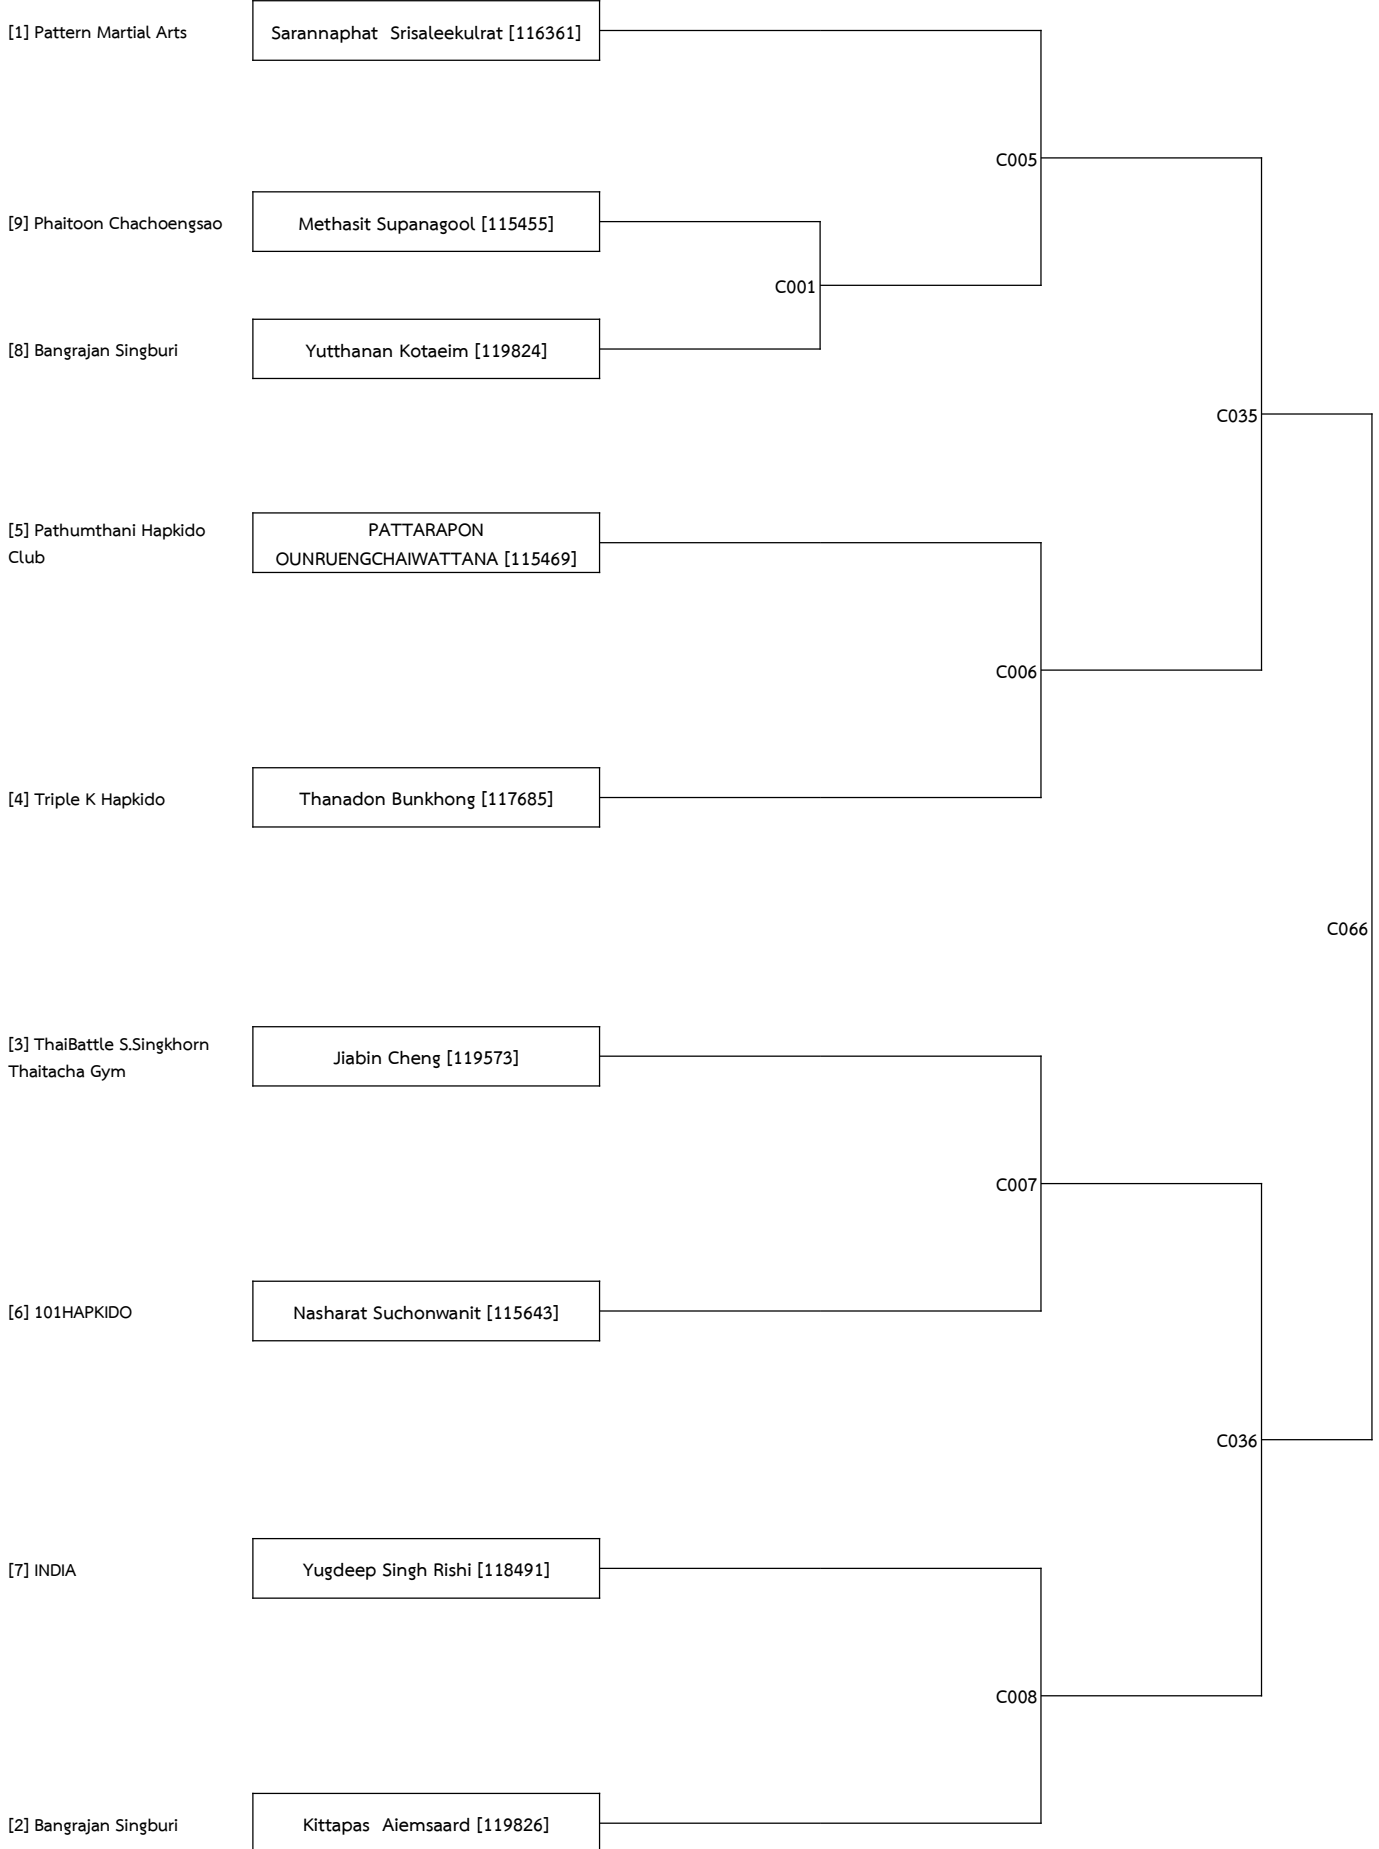 [1] Pattern Martial Arts
Sarannaphat  Srisaleekulrat [116361]
C005
[9] Phaitoon Chachoengsao
Methasit Supanagool [115455]
C001
[8] Bangrajan Singburi
Yutthanan Kotaeim [119824]
C035
[5] Pathumthani Hapkido
Club
PATTARAPON
OUNRUENGCHAIWATTANA [115469]
C006
[4] Triple K Hapkido
Thanadon Bunkhong [117685]
C066
[3] ThaiBattle S.Singkhorn
Thaitacha Gym
Jiabin Cheng [119573]
C007
[6] 101HAPKIDO
Nasharat Suchonwanit [115643]
C036
[7] INDIA
Yugdeep Singh Rishi [118491]
C008
[2] Bangrajan Singburi
Kittapas  Aiemsaard [119826]